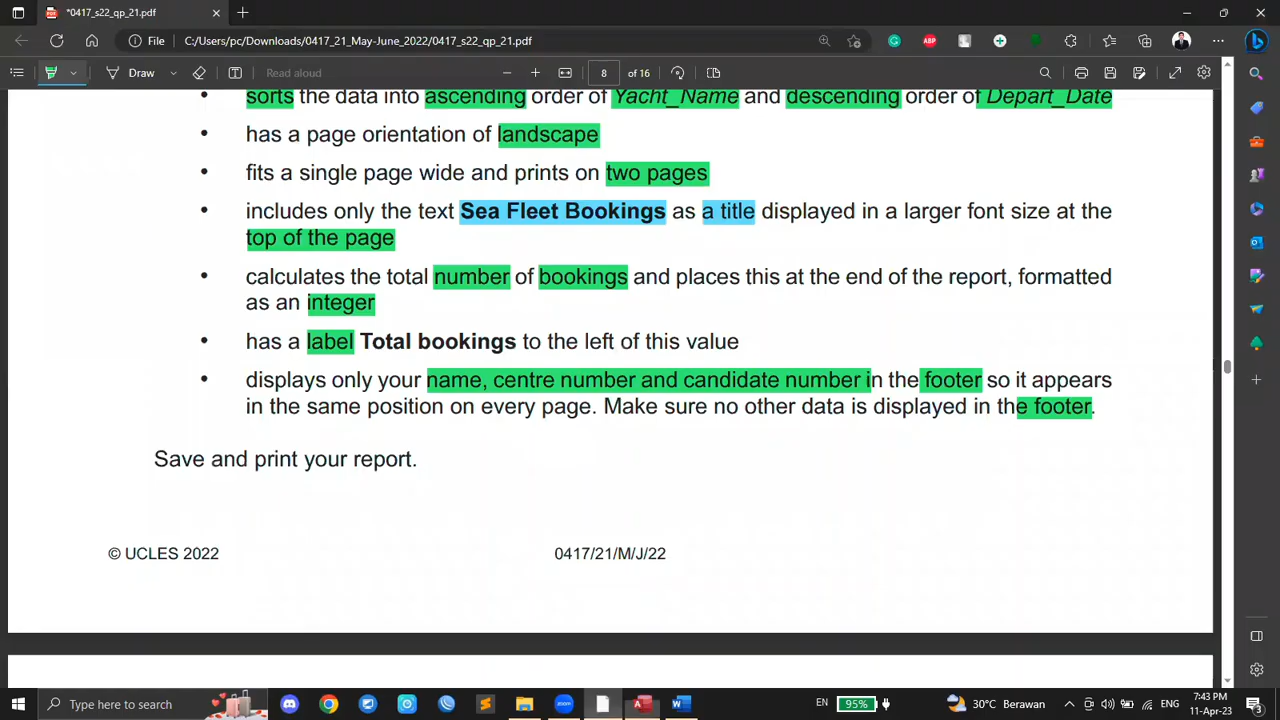 *0417_s22_qp_21.pdf
File C:/Users/pc/Downloads/0417_21_May-June_2022/0417_s22_qp_21.pdf
ABP
Draw Read aloud 8 of 16
• sorts the data into ascending order of Yacht_Name and descending order of Depart_Date
• has a page orientation of landscape
• fits a single page wide and prints on two pages
• includes only the text Sea Fleet Bookings as a title displayed in a larger font size at the
top of the page
• calculates the total number of bookings and places this at the end of the report, formatted
as an integer
• has a label Total bookings to the left of this value
• displays only your name, centre number and candidate number in the footer so it appears
in the same position on every page. Make sure no other data is displayed in the footer.
Save and print your report.
© UCLES 2022 0417/21/M/J/22
Type here to search zoom EN 95% 30°C Berawan ENG 7:43 PM
11-Apr-23 3